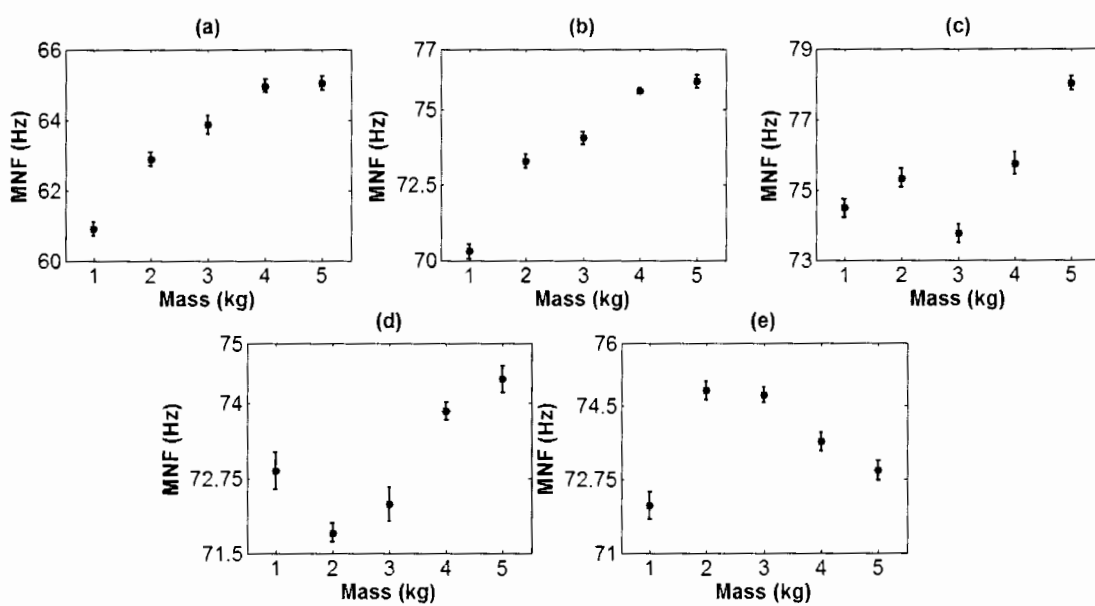 (a)
66
64
62
60
MNF (Hz)
1 2 3 4 5
Mass (kg)
(b)
77
75
72.5
70
MNF (Hz)
1 2 3 4 5
Mass (kg)
(c)
79
77
75
73
MNF (Hz)
1 2 3 4 5
Mass (kg)
(d)
75
74
72.75
71.5
MNF (Hz)
1 2 3 4 5
Mass (kg)
(e)
76
74.5
72.75
71
MNF (Hz)
1 2 3 4 5
Mass (kg)